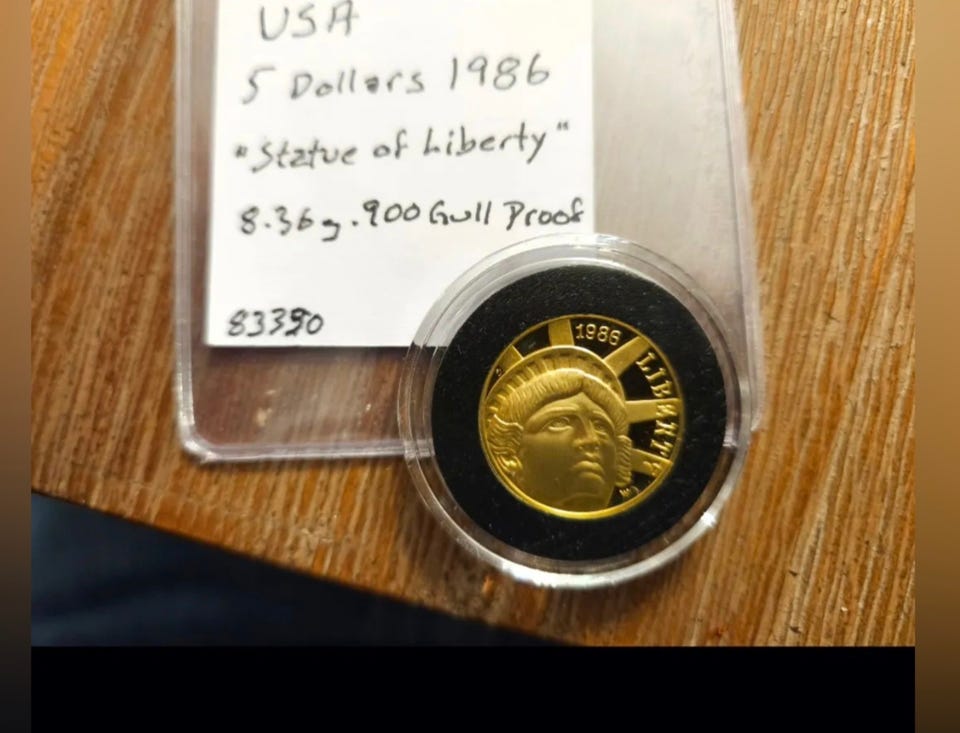 USA
5 Dollars 1986
"Statue of Liberty"
8.36g .900 Gull Proof
83390
1986
LIBERTY